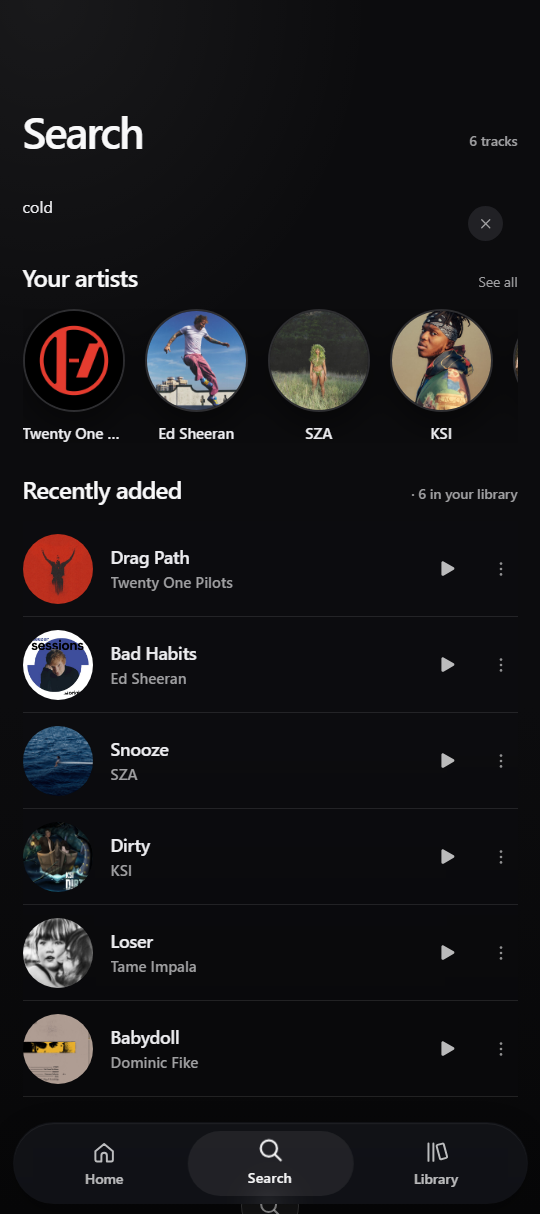 Search
6 tracks
cold
Your artists
See all
Twenty One ...
Ed Sheeran
SZA
KSI
Recently added
· 6 in your library
Drag Path
Twenty One Pilots
sessions
Bad Habits
Ed Sheeran
Snooze
SZA
Dirty
KSI
Loser
Tame Impala
Babydoll
Dominic Fike
Home
Search
Library